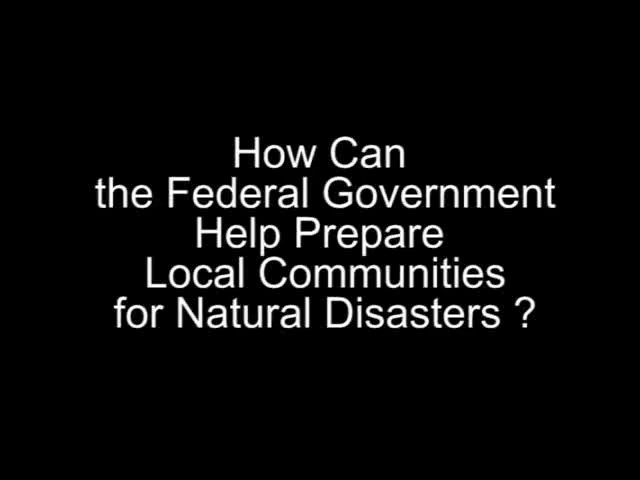 How Can
the Federal Government
Help Prepare
Local Communities
for Natural Disasters ?